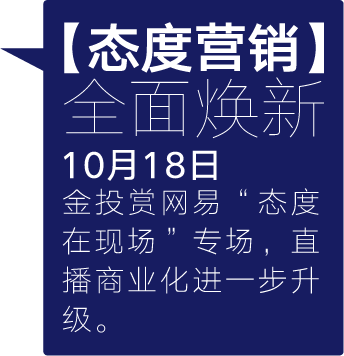 【态度营销】
全面焕新
10月18日
金投赏网易“态度
在现场”专场，直
播商业化进一步升
级。